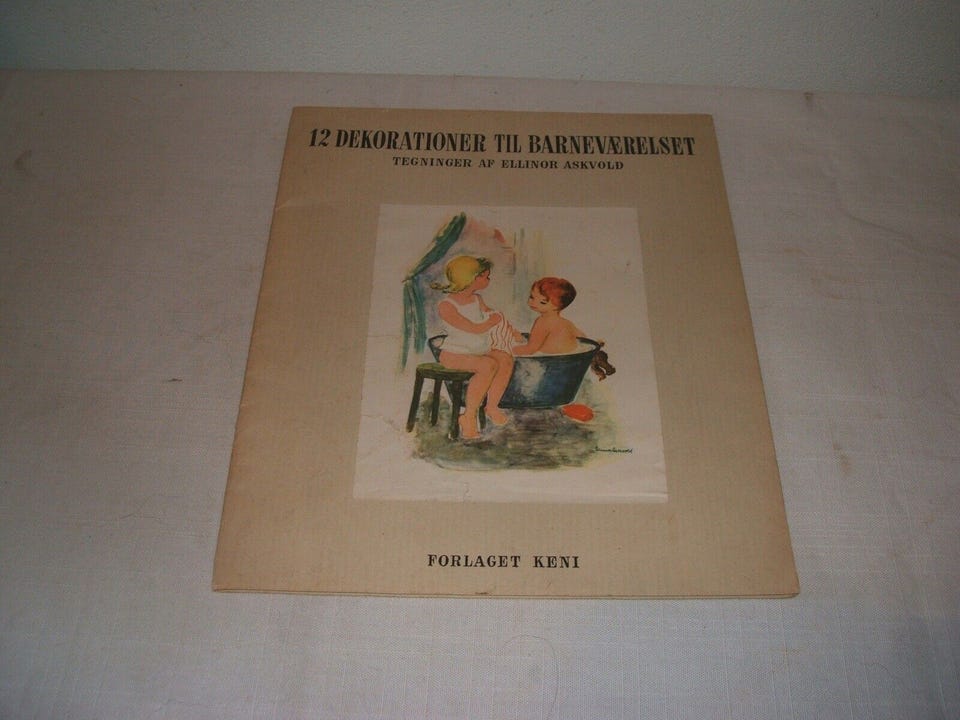 12 DEKORATIONER TIL BARNEVÆRELSET
TEGNINGER AF ELLINOR ASKVOLD
FORLAGET KENI